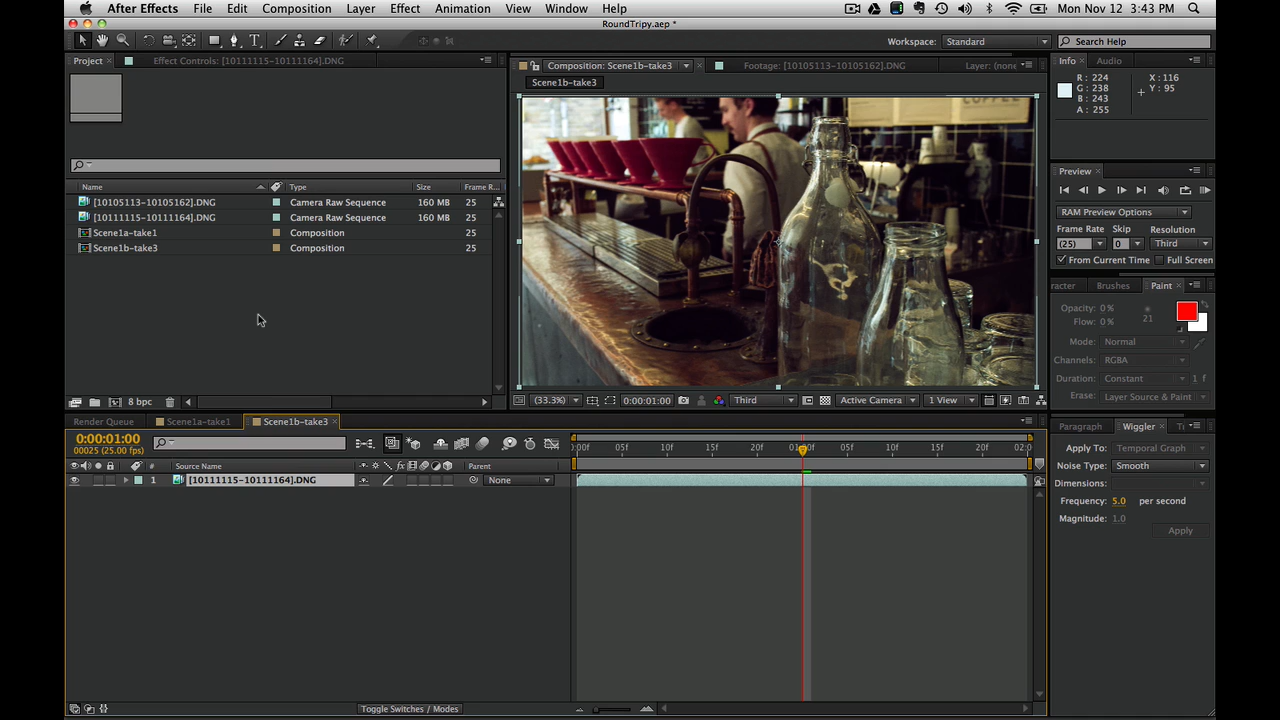 After Effects File Edit Composition Layer Effect Animation View Window Help Mon Nov 12 3:43 PM
RoundTripy.aep *
Workspace: Standard Search Help
Project Effect Controls: [10111115-10111164].DNG
Composition: Scene1b-take3 Footage: [10105113-10105162].DNG Layer: (none
Scene1b-take3
Info Audio
R : 224 X : 116
G : 238 Y : 95
B : 243
A : 255
COFFEE
Name Type Size Frame R...
[10105113-10105162].DNG Camera Raw Sequence 160 MB 25
[10111115-10111164].DNG Camera Raw Sequence 160 MB 25
Scene1a-take1 Composition 25
Scene1b-take3 Composition 25
Preview
RAM Preview Options
Frame Rate Skip Resolution
(25) 0 Third
From Current Time Full Screen
racter Brushes Paint
Opacity: 0 %
Flow: 0 % 21
Mode: Normal
Channels: RGBA
Duration: Constant 1 f
Erase: Layer Source & Paint
8 bpc
(33.3%) 0:00:01:00 Third Active Camera 1 View
Render Queue Scene1a-take1 Scene1b-take3
0:00:01:00
00025 (25.00 fps)
:00f 05f 10f 15f 20f 01:00f 05f 10f 15f 20f 02:0
# Source Name fx Parent
1 [10111115-10111164].DNG None
Toggle Switches / Modes
Paragraph Wiggler Ti
Apply To: Temporal Graph
Noise Type: Smooth
Dimensions:
Frequency: 5.0 per second
Magnitude: 1.0
Apply